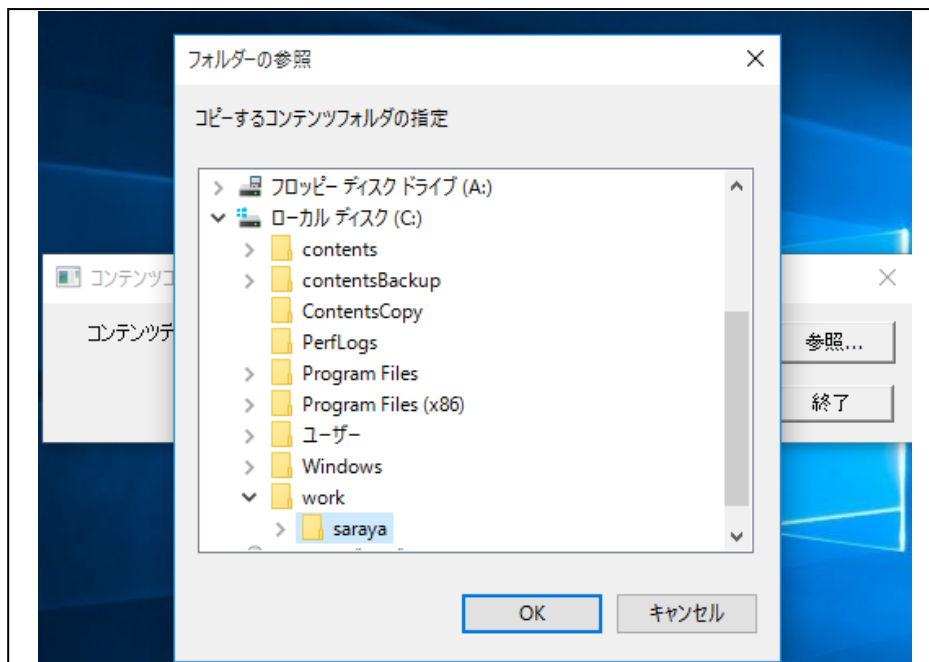 フォルダーの参照
コピーするコンテンツフォルダの指定
フロッピー ディスク ドライブ (A:)
ローカル ディスク (C:)
contents
contentsBackup
ContentsCopy
PerfLogs
Program Files
Program Files (x86)
ユーザー
Windows
work
saraya
OK
キャンセル
コンテンツコ
コンテンツデ
参照...
終了